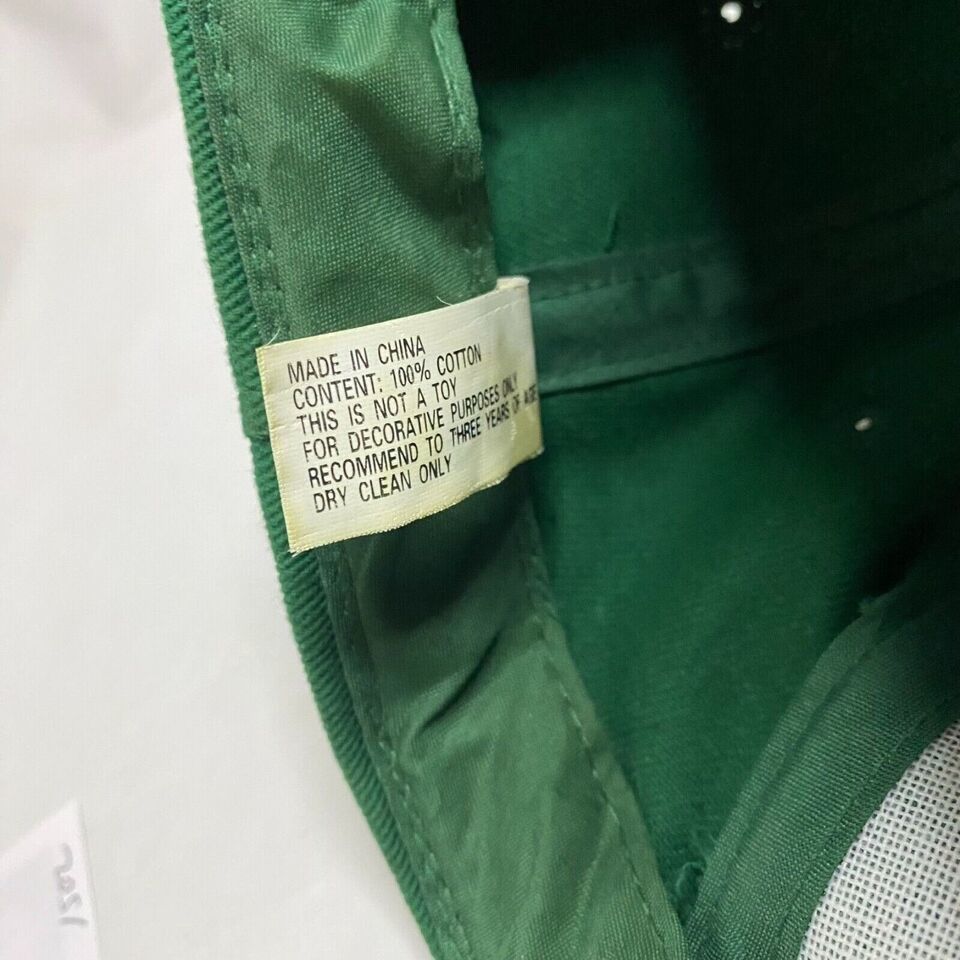 MADE IN CHINA
CONTENT: 100% COTTON
THIS IS NOT A TOY
FOR DECORATIVE PURPOSES ONLY
RECOMMEND TO THREE YEARS OF AGE
DRY CLEAN ONLY